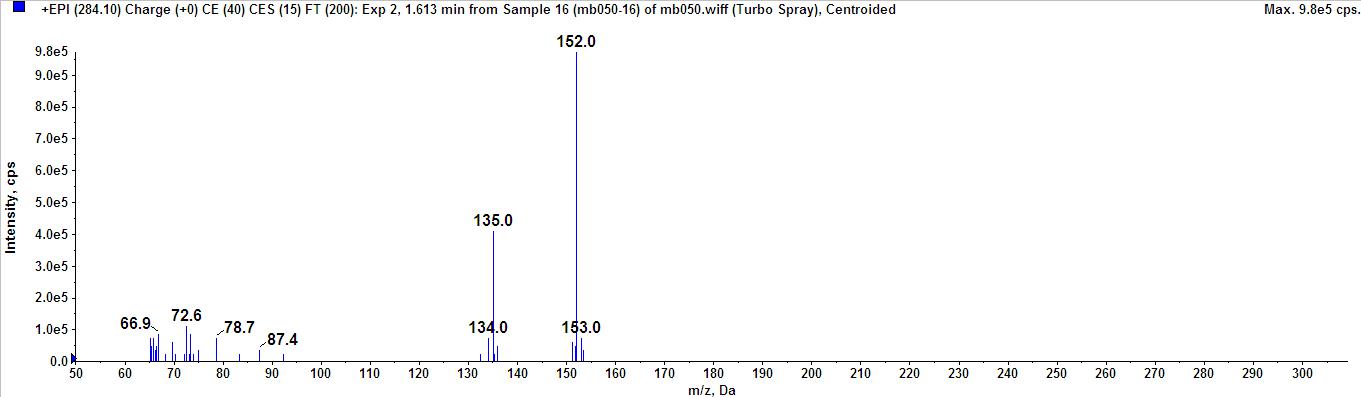 +EPI (284.10) Charge (+0) CE (40) CES (15) FT (200): Exp 2, 1.613 min from Sample 16 (mb050-16) of mb050.wiff (Turbo Spray), Centroided Max. 9.8e5 cps.
152.0
9.8e5
9.0e5
8.0e5
7.0e5
6.0e5
5.0e5
135.0
4.0e5
3.0e5
2.0e5
66.9 72.6 78.7 134.0 153.0
1.0e5
87.4
0.0
50 60 70 80 90 100 110 120 130 140 150 160 170 180 190 200 210 220 230 240 250 260 270 280 290 300
m/z, Da
Intensity, cps